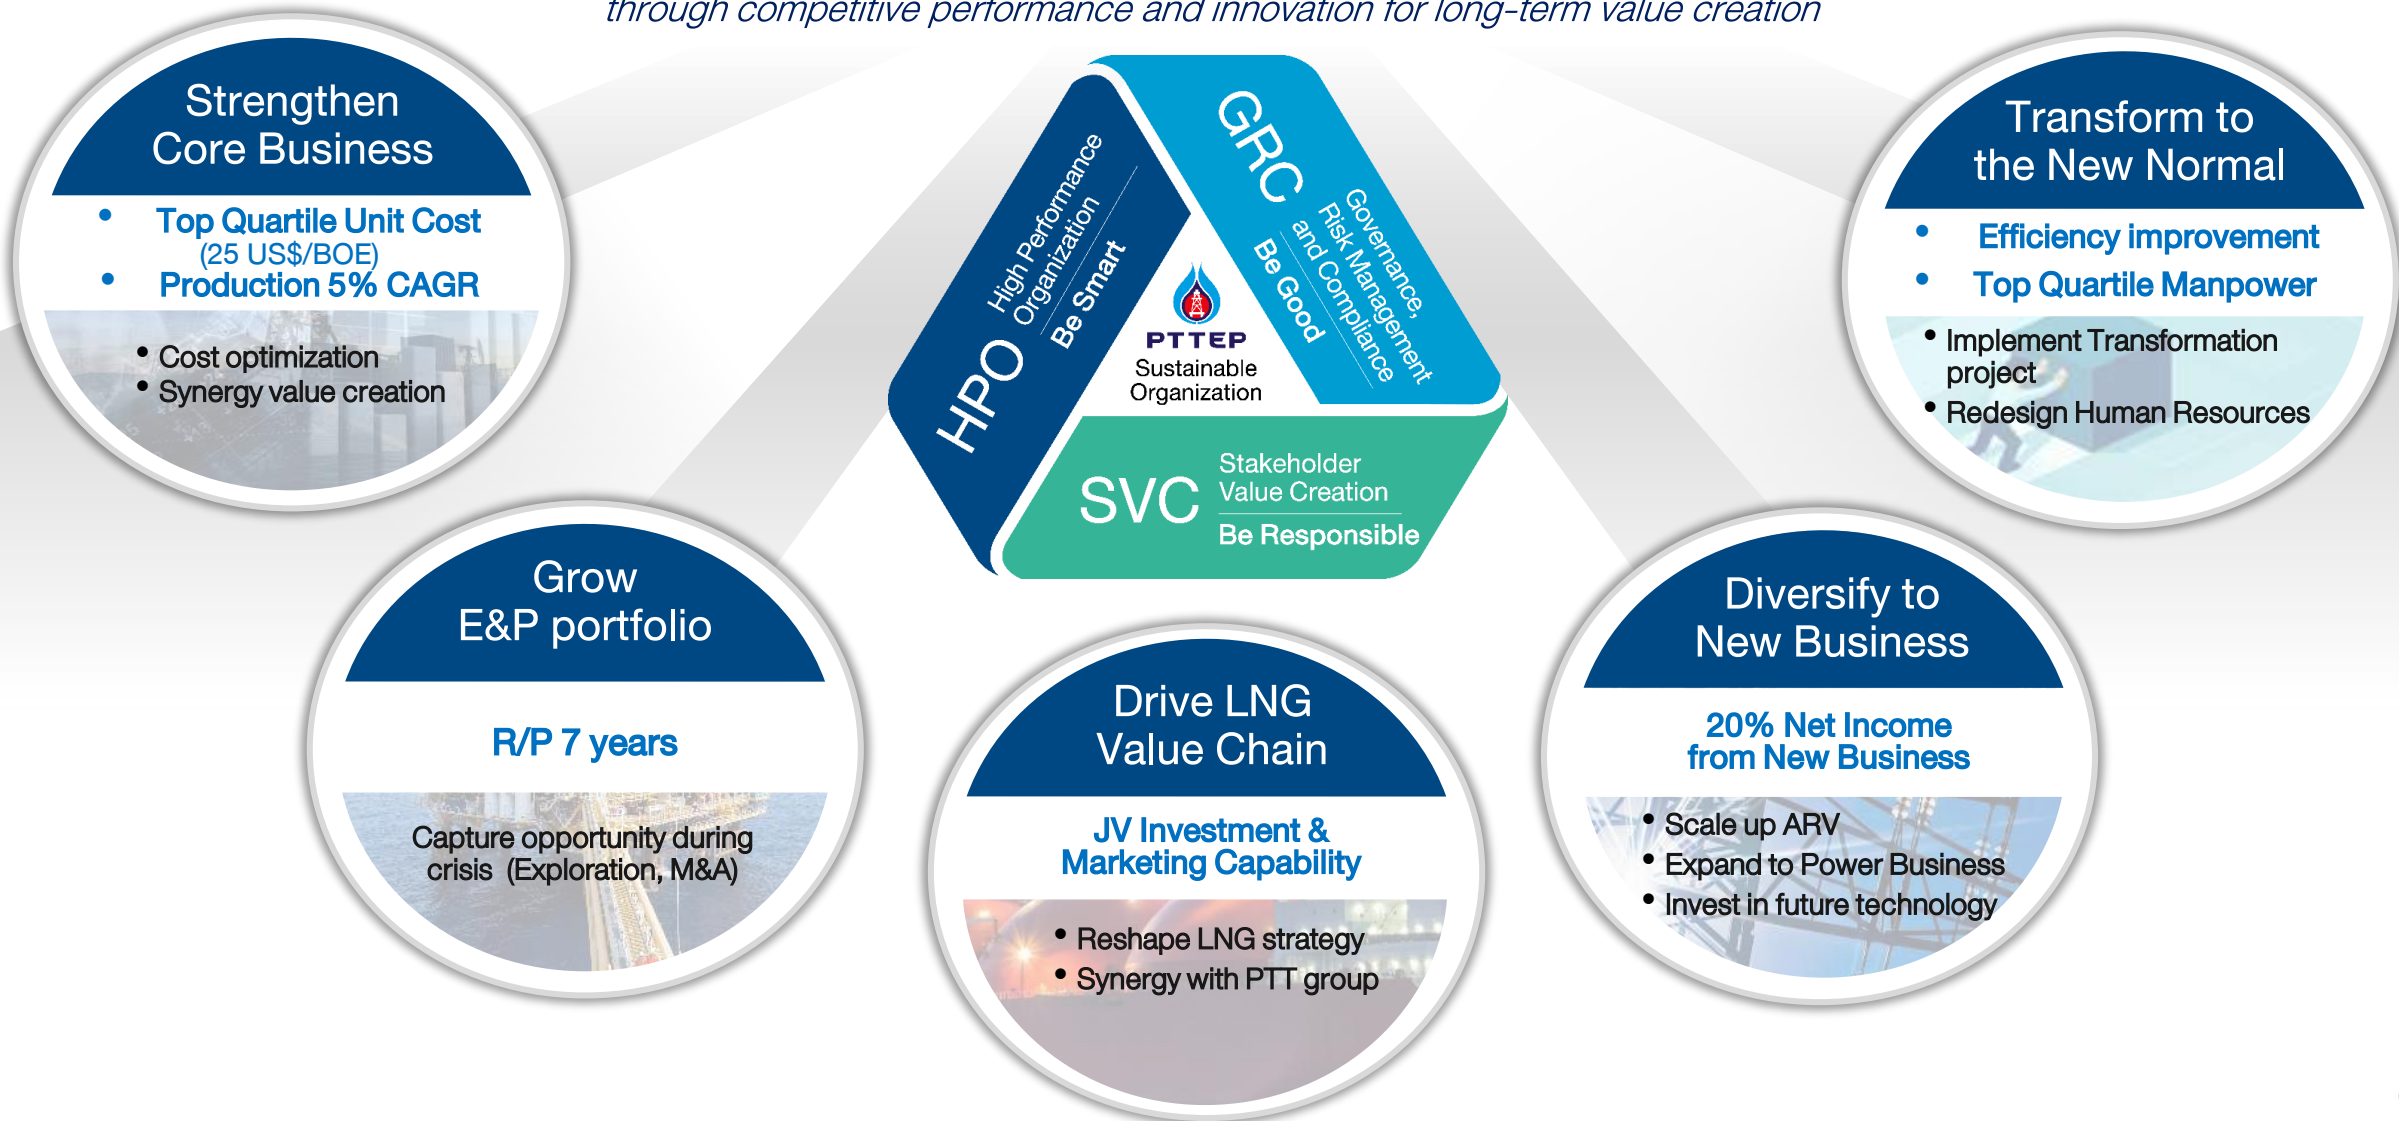 through competitive performance and innovation for long-term value creation
Strengthen
Core Business
• Top Quartile Unit Cost
(25 US$/BOE)
• Production 5% CAGR
• Cost optimization
• Synergy value creation
Grow
E&P portfolio
R/P 7 years
Capture opportunity during
crisis (Exploration, M&A)
HPO
High Performance
Organization
Be Smart
GRC
Governance,
Risk Management
and Compliance
Be Good
PTTEP
Sustainable
Organization
SVC
Stakeholder
Value Creation
Be Responsible
Drive LNG
Value Chain
JV Investment &
Marketing Capability
• Reshape LNG strategy
• Synergy with PTT group
Diversify to
New Business
20% Net Income
from New Business
• Scale up ARV
• Expand to Power Business
• Invest in future technology
Transform to
the New Normal
• Efficiency improvement
• Top Quartile Manpower
• Implement Transformation
project
• Redesign Human Resources